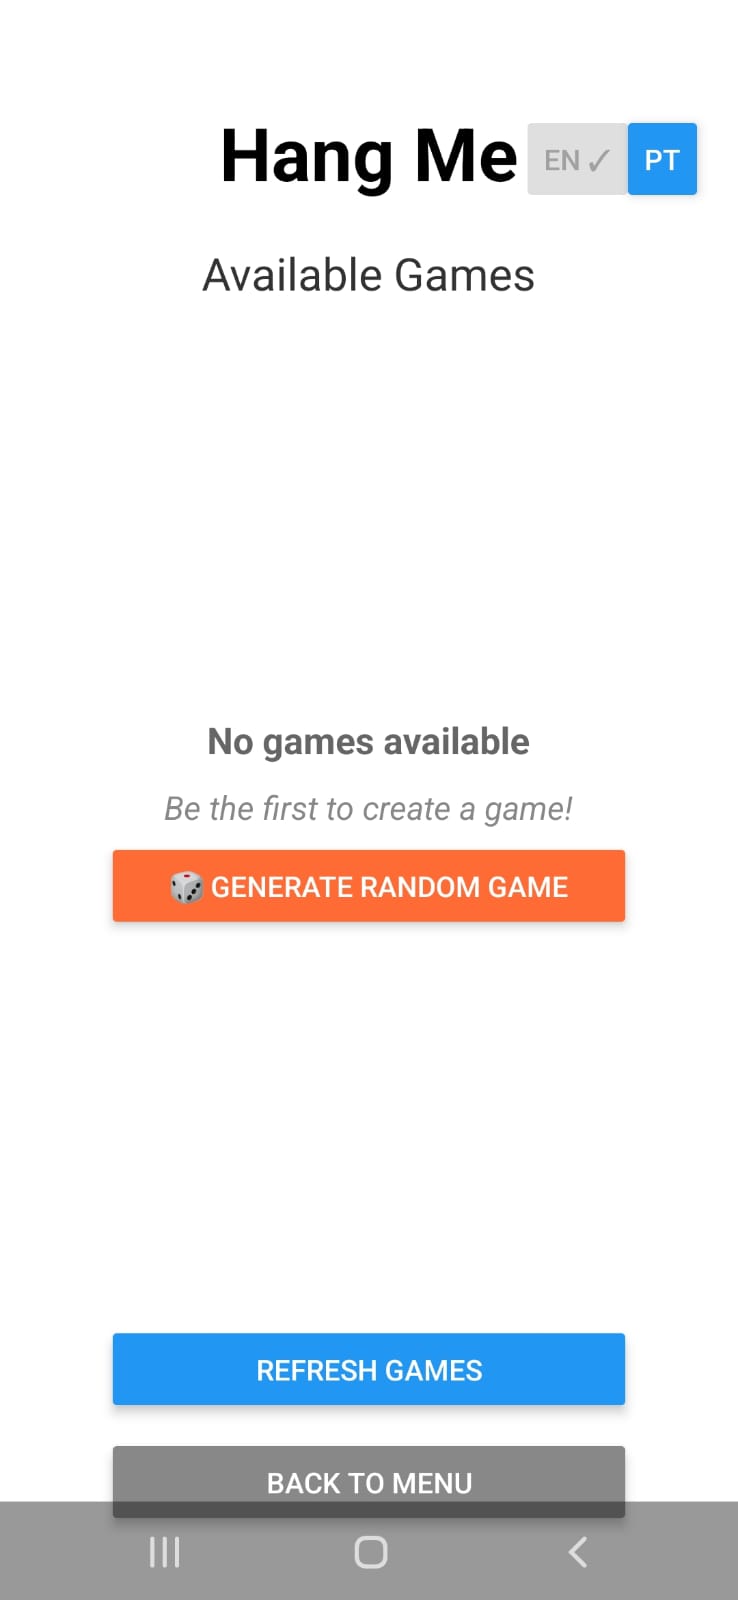 Hang Me
EN ✓ PT
Available Games
No games available
Be the first to create a game!
🎲 GENERATE RANDOM GAME
REFRESH GAMES
BACK TO MENU